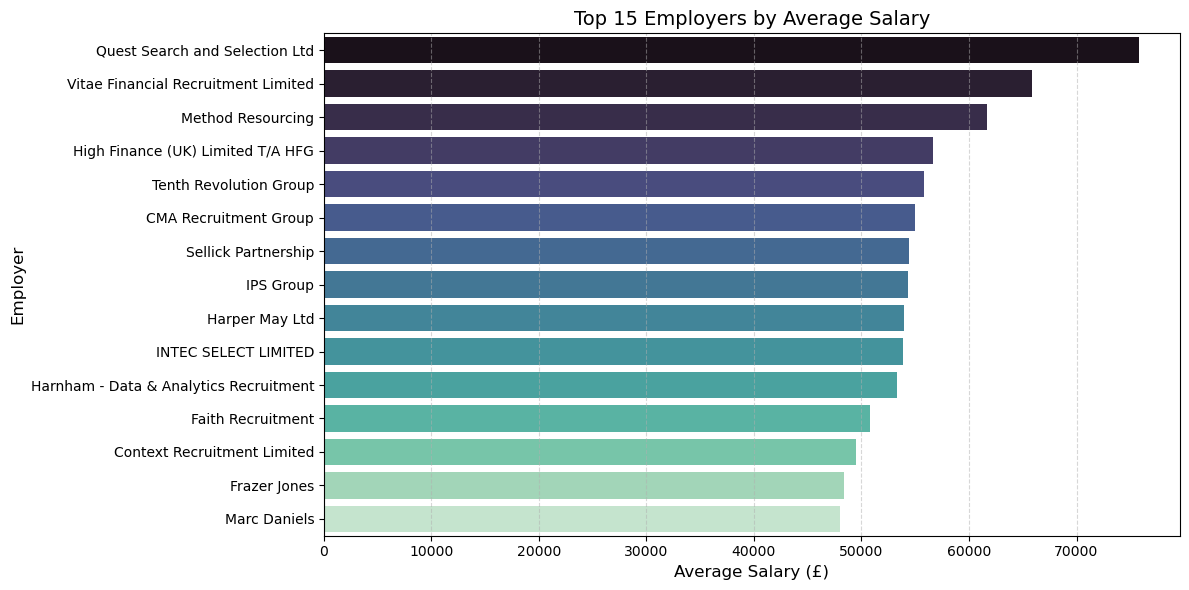 Top 15 Employers by Average Salary
Employer
Quest Search and Selection Ltd
Vitae Financial Recruitment Limited
Method Resourcing
High Finance (UK) Limited T/A HFG
Tenth Revolution Group
CMA Recruitment Group
Sellick Partnership
IPS Group
Harper May Ltd
INTEC SELECT LIMITED
Harnham - Data & Analytics Recruitment
Faith Recruitment
Context Recruitment Limited
Frazer Jones
Marc Daniels
0 10000 20000 30000 40000 50000 60000 70000
Average Salary (£)